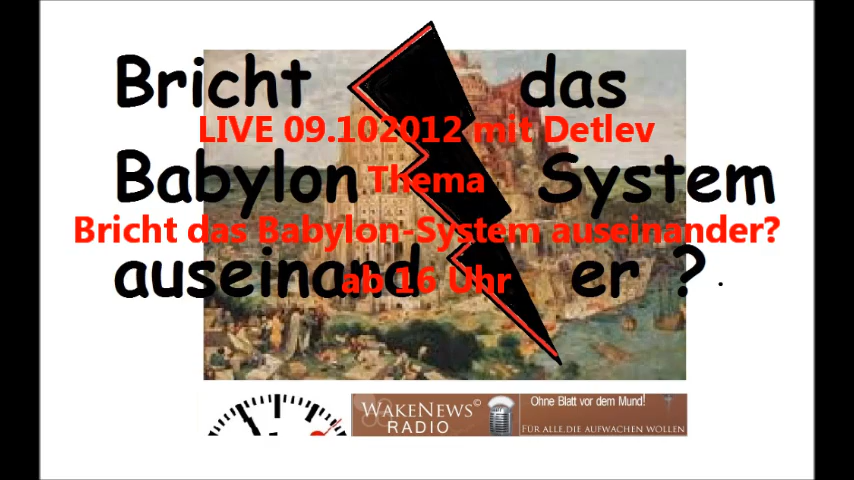 Bricht das
LIVE 09.102012 mit Detlev
Babylon System
Thema
Bricht das Babylon-System auseinander?
auseinand er ?.
ab 16 Uhr
WAKENEWS©
RADIO
Ohne Blatt vor dem Mund!
FÜR ALLE,DIE AUFWACHEN WOLLEN